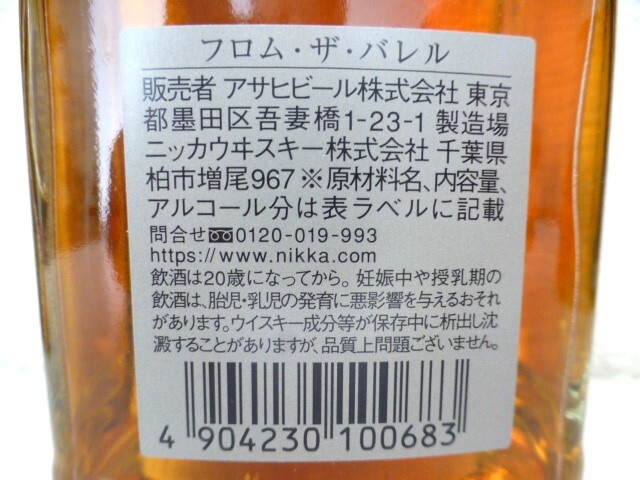 フロム・ザ・バレル
販売者 アサヒビール株式会社 東京
都墨田区吾妻橋1-23-1 製造場
ニッカウヰスキー株式会社 千葉県
柏市増尾967 ※原材料名、内容量、
アルコール分は表ラベルに記載
問合せ 0120-019-993
https://www.nikka.com
飲酒は20歳になってから。妊娠中や授乳期の
飲酒は、胎児・乳児の発育に悪影響を与えるおそれ
があります。ウイスキー成分等が保存中に析出し沈
澱することがありますが、品質上問題ございません。
4 904230 100683